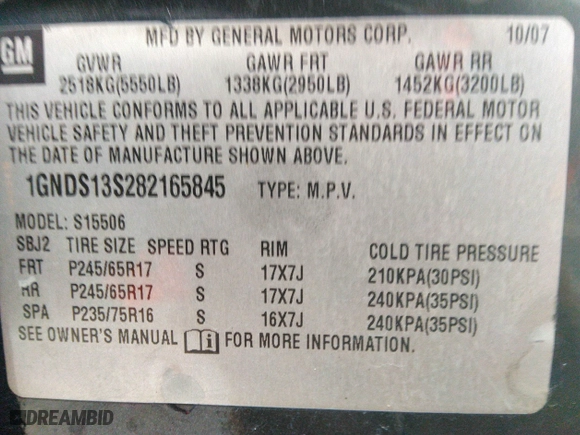 GM
MFD BY GENERAL MOTORS CORP. 10/07
GVWR GAWR FRT GAWR RR
2518KG(5550LB) 1338KG(2950LB) 1452KG(3200LB)
THIS VEHICLE CONFORMS TO ALL APPLICABLE U.S. FEDERAL MOTOR
VEHICLE SAFETY AND THEFT PREVENTION STANDARDS IN EFFECT ON
THE DATE OF MANUFACTURE SHOWN ABOVE.
1GNDS13S282165845 TYPE: M.P.V.
MODEL: S15506
SBJ2 TIRE SIZE SPEED RTG RIM COLD TIRE PRESSURE
FRT P245/65R17 S 17X7J 210KPA(30PSI)
RR P245/65R17 S 17X7J 240KPA(35PSI)
SPA P235/75R16 S 16X7J 240KPA(35PSI)
SEE OWNER'S MANUAL FOR MORE INFORMATION.
DREAMBID